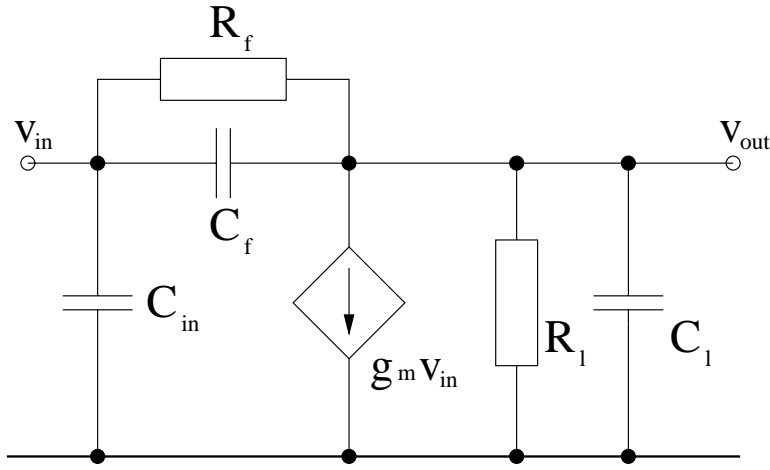 R_f
v_in
v_out
C_f
C_in
g_m v_in
R_l
C_l